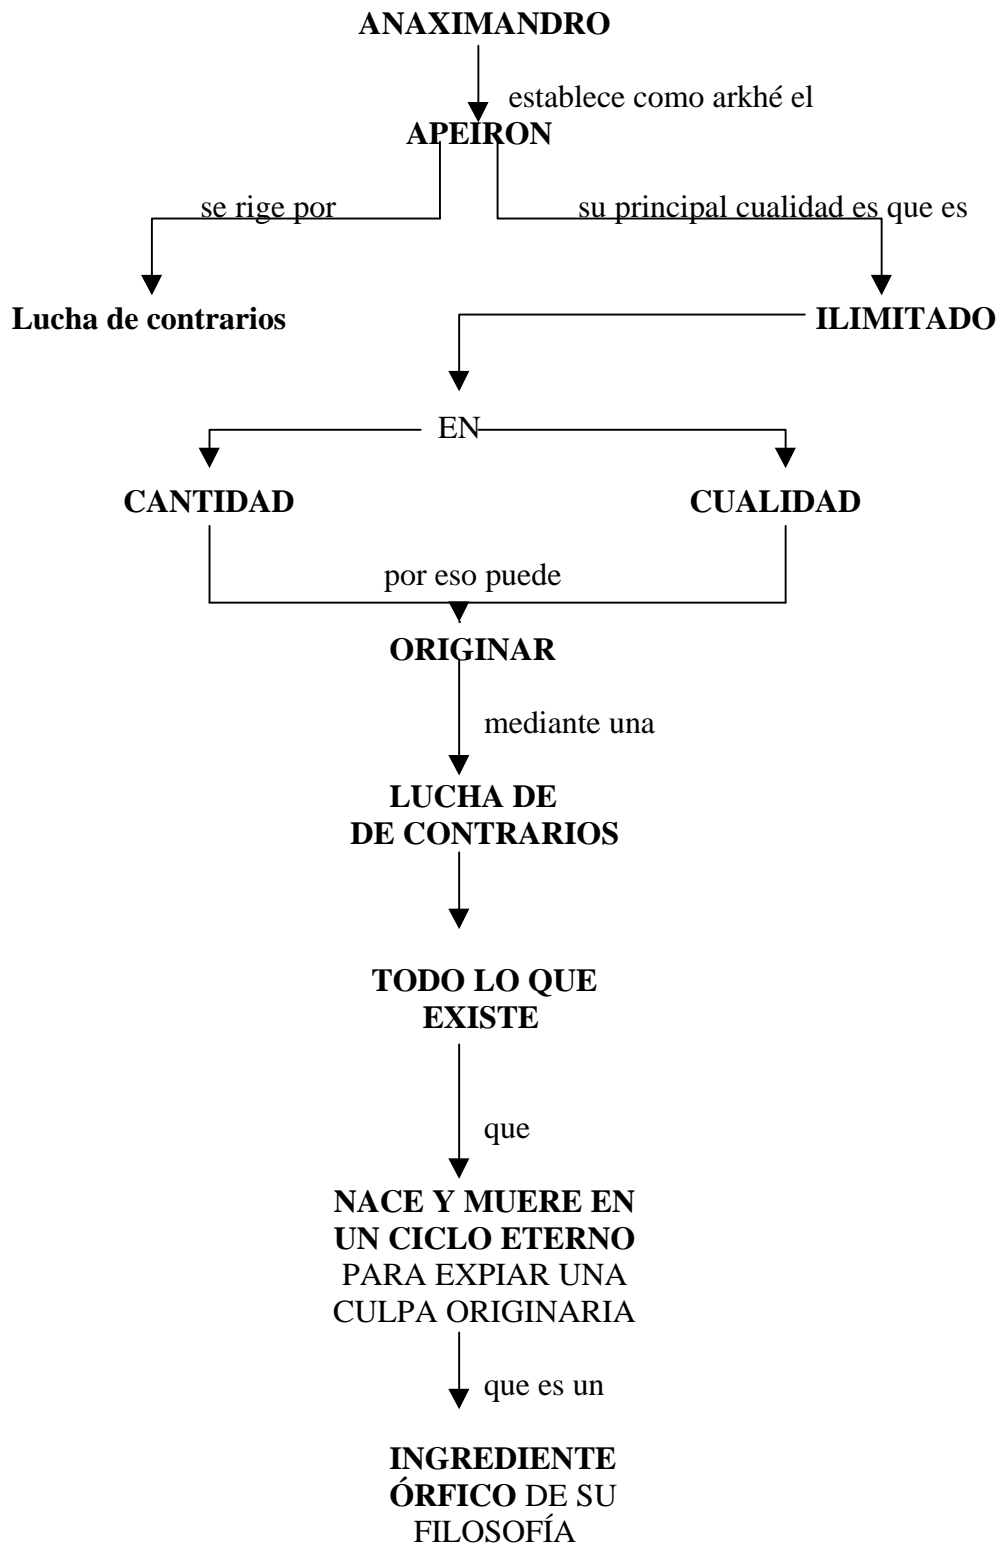 ANAXIMANDRO
establece como arkhé el
APEIRON
se rige por
su principal cualidad es que es
Lucha de contrarios
ILIMITADO
EN
CANTIDAD
CUALIDAD
por eso puede
ORIGINAR
mediante una
LUCHA DE
DE CONTRARIOS
TODO LO QUE
EXISTE
que
NACE Y MUERE EN
UN CICLO ETERNO
PARA EXPIAR UNA
CULPA ORIGINARIA
que es un
INGREDIENTE
ÓRFICO DE SU
FILOSOFÍA